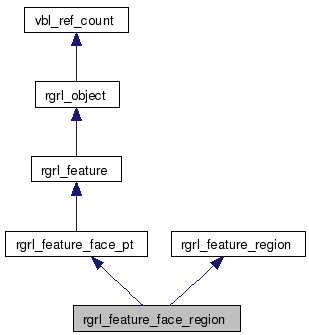 vbl_ref_count
rgrl_object
rgrl_feature
rgrl_feature_face_pt
rgrl_feature_region
rgrl_feature_face_region